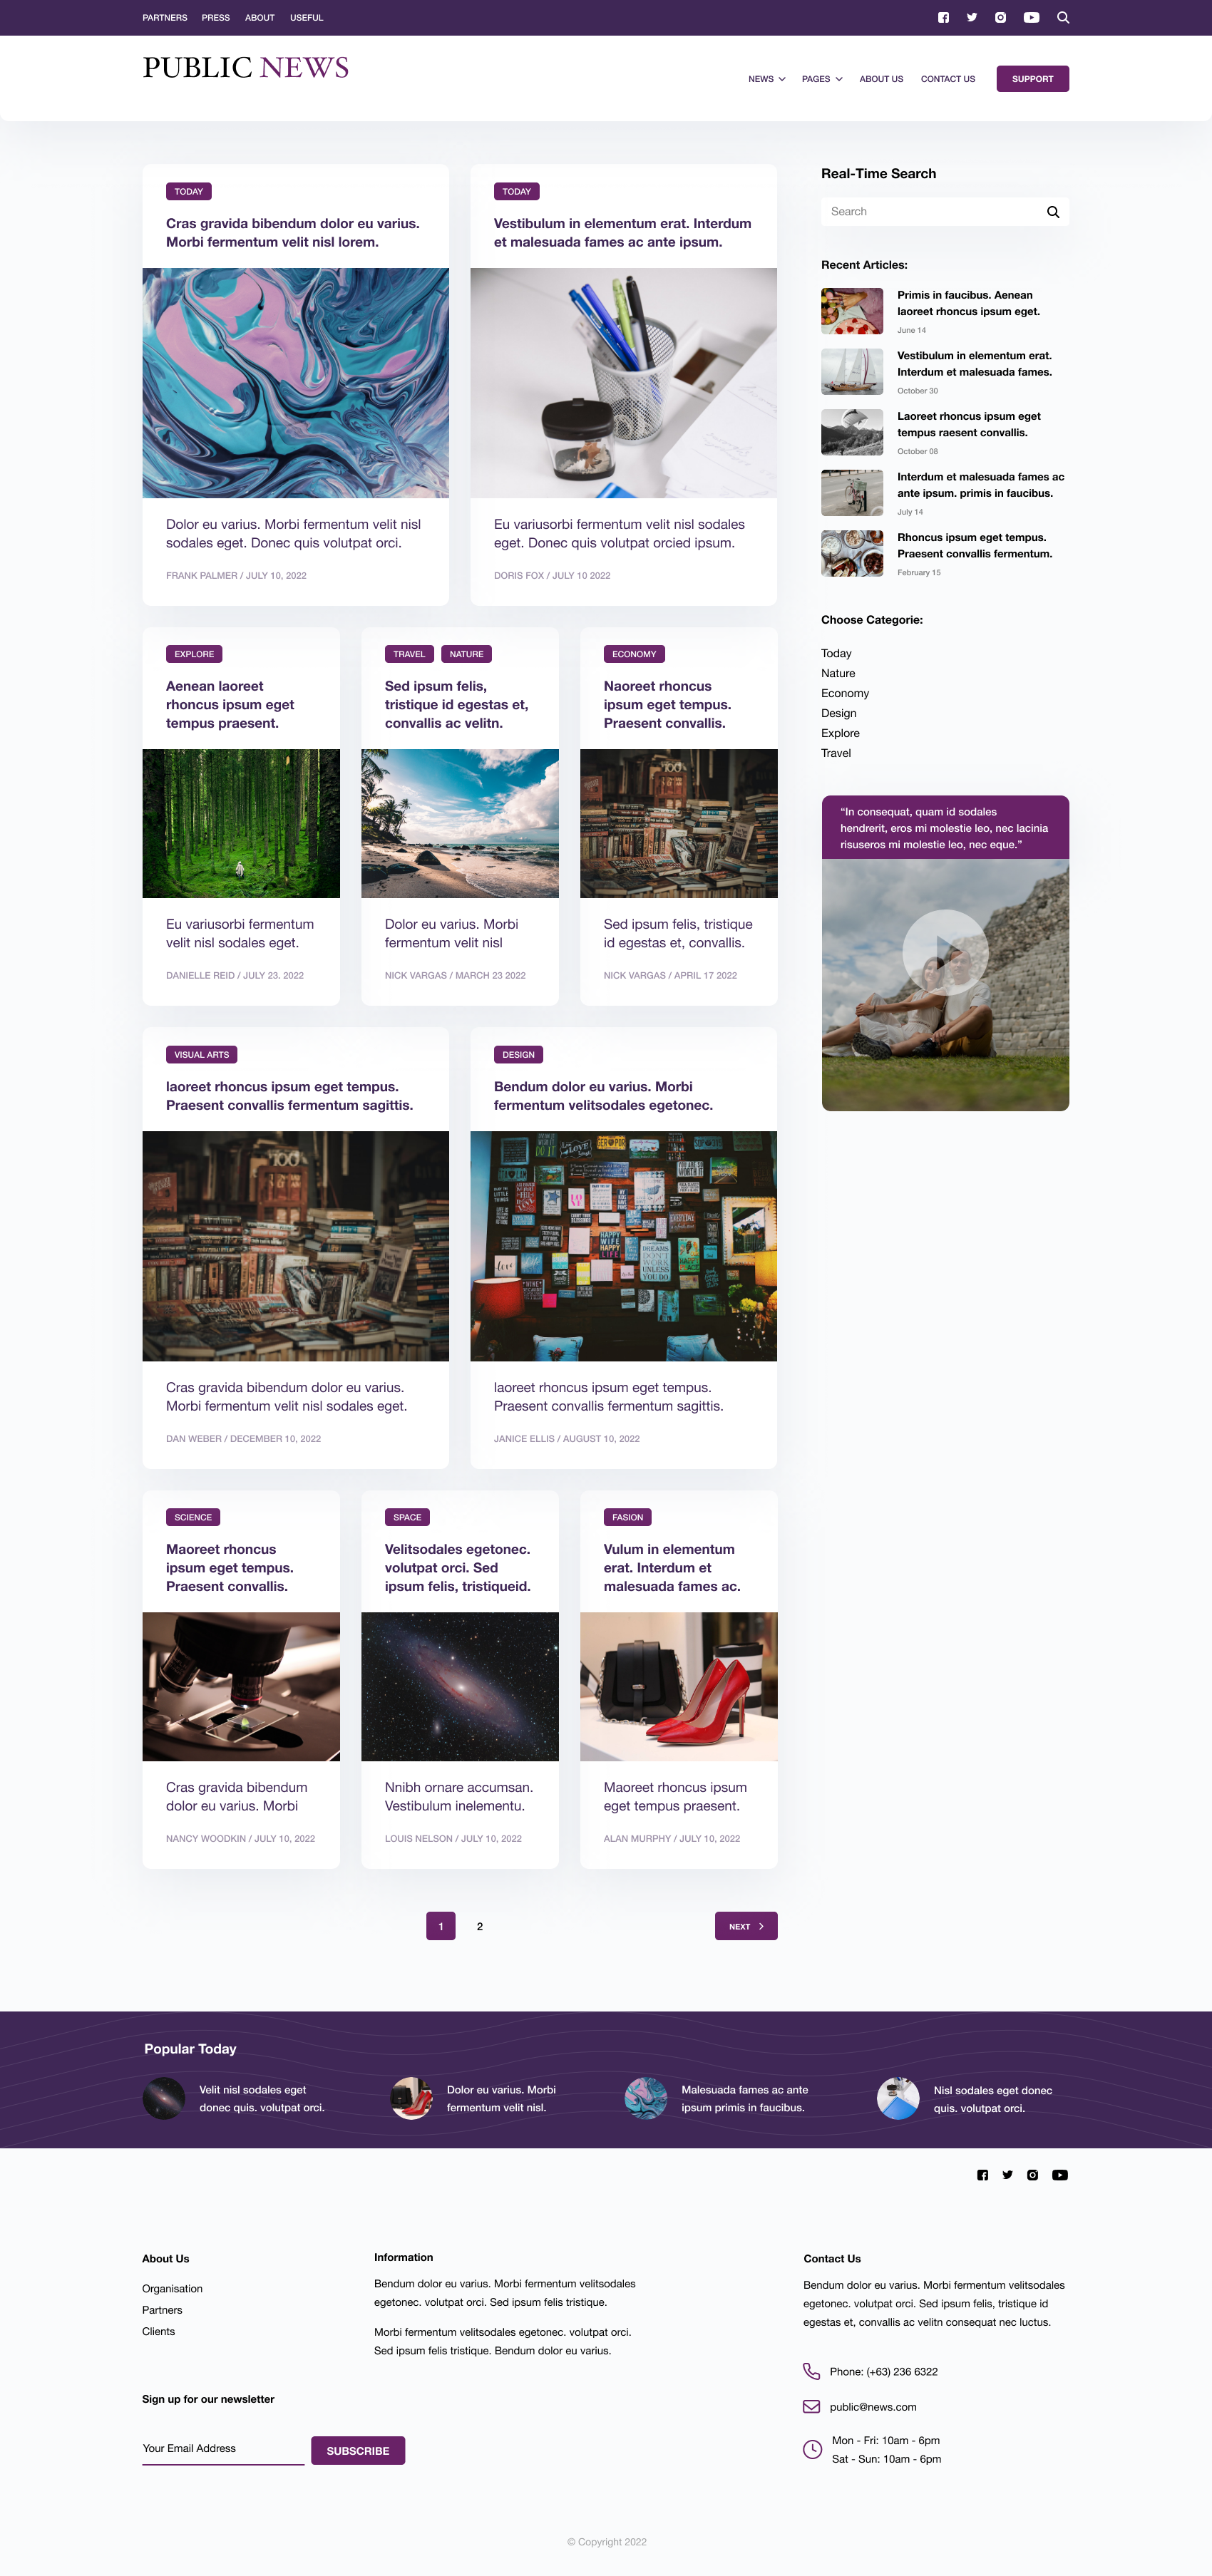 PARTNERS PRESS ABOUT USEFUL
PUBLIC NEWS
NEWS PAGES ABOUT US CONTACT US SUPPORT
TODAY
Cras gravida bibendum dolor eu varius.
Morbi fermentum velit nisl lorem.
Dolor eu varius. Morbi fermentum velit nisl
sodales eget. Donec quis volutpat orci.
FRANK PALMER / JULY 10, 2022
TODAY
Vestibulum in elementum erat. Interdum
et malesuada fames ac ante ipsum.
Eu variusorbi fermentum velit nisl sodales
eget. Donec quis volutpat orcied ipsum.
DORIS FOX / JULY 10 2022
EXPLORE
Aenean laoreet
rhoncus ipsum eget
tempus praesent.
Eu variusorbi fermentum
velit nisl sodales eget.
DANIELLE REID / JULY 23. 2022
TRAVEL NATURE
Sed ipsum felis,
tristique id egestas et,
convallis ac velitn.
Dolor eu varius. Morbi
fermentum velit nisl
NICK VARGAS / MARCH 23 2022
ECONOMY
Naoreet rhoncus
ipsum eget tempus.
Praesent convallis.
Sed ipsum felis, tristique
id egestas et, convallis.
NICK VARGAS / APRIL 17 2022
VISUAL ARTS
laoreet rhoncus ipsum eget tempus.
Praesent convallis fermentum sagittis.
100
Cras gravida bibendum dolor eu varius.
Morbi fermentum velit nisl sodales eget.
DAN WEBER / DECEMBER 10, 2022
DESIGN
Bendum dolor eu varius. Morbi
fermentum velitsodales egetonec.
HAPPY
WIFE
HAPPY
LIFE
DREAMS
DON'T
WORK
UNLESS
YOU DO
laoreet rhoncus ipsum eget tempus.
Praesent convallis fermentum sagittis.
JANICE ELLIS / AUGUST 10, 2022
SCIENCE
Maoreet rhoncus
ipsum eget tempus.
Praesent convallis.
Cras gravida bibendum
dolor eu varius. Morbi
NANCY WOODKIN / JULY 10, 2022
SPACE
Velitsodales egetonec.
volutpat orci. Sed
ipsum felis, tristiqueid.
Nnibh ornare accumsan.
Vestibulum inelementu.
LOUIS NELSON / JULY 10, 2022
FASION
Vulum in elementum
erat. Interdum et
malesuada fames ac.
Maoreet rhoncus ipsum
eget tempus praesent.
ALAN MURPHY / JULY 10, 2022
1 2 NEXT
Real-Time Search
Search
Recent Articles:
Primis in faucibus. Aenean
laoreet rhoncus ipsum eget.
June 14
Vestibulum in elementum erat.
Interdum et malesuada fames.
October 30
Laoreet rhoncus ipsum eget
tempus raesent convallis.
October 08
Interdum et malesuada fames ac
ante ipsum. primis in faucibus.
July 14
Rhoncus ipsum eget tempus.
Praesent convallis fermentum.
February 15
Choose Categorie:
Today
Nature
Economy
Design
Explore
Travel
“In consequat, quam id sodales
hendrerit, eros mi molestie leo, nec lacinia
risuseros mi molestie leo, nec eque.”
Popular Today
Velit nisl sodales eget
donec quis. volutpat orci.
Dolor eu varius. Morbi
fermentum velit nisl.
Malesuada fames ac ante
ipsum primis in faucibus.
Nisl sodales eget donec
quis. volutpat orci.
About Us
Organisation
Partners
Clients
Information
Bendum dolor eu varius. Morbi fermentum velitsodales
egetonec. volutpat orci. Sed ipsum felis tristique.
Morbi fermentum velitsodales egetonec. volutpat orci.
Sed ipsum felis tristique. Bendum dolor eu varius.
Contact Us
Bendum dolor eu varius. Morbi fermentum velitsodales
egetonec. volutpat orci. Sed ipsum felis, tristique id
egestas et, convallis ac velitn consequat nec luctus.
Phone: (+63) 236 6322
public@news.com
Mon - Fri: 10am - 6pm
Sat - Sun: 10am - 6pm
Sign up for our newsletter
Your Email Address SUBSCRIBE
© Copyright 2022